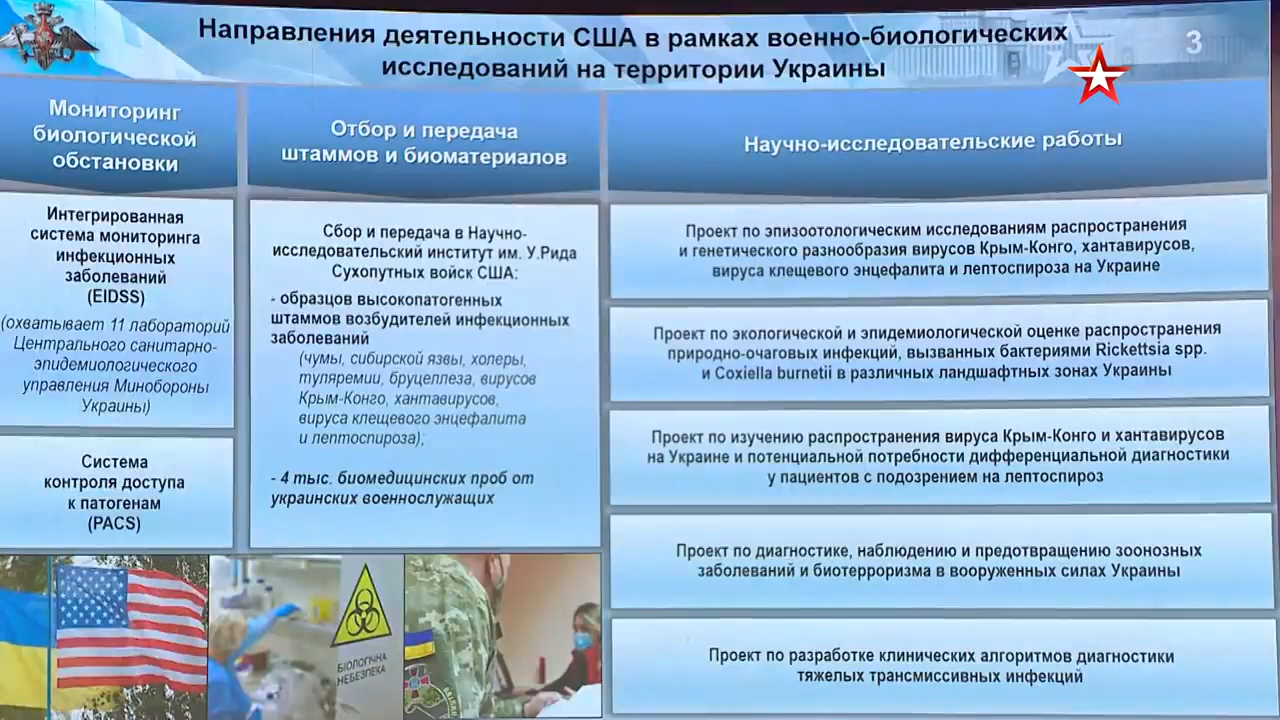 Направления деятельности США в рамках военно-биологических
исследований на территории Украины
3
Мониторинг
биологической
обстановки
Интегрированная
система мониторинга
инфекционных
заболеваний
(EIDSS)
(охватывает 11 лабораторий
Центрального санитарно-
эпидемиологического
управления Минобороны
Украины)
Система
контроля доступа
к патогенам
(PACS)
Отбор и передача
штаммов и биоматериалов
Сбор и передача в Научно-
исследовательский институт им. У.Рида
Сухопутных войск США:
- образцов высокопатогенных
штаммов возбудителей инфекционных
заболеваний
(чумы, сибирской язвы, холеры,
туляремии, бруцеллеза, вирусов
Крым-Конго, хантавирусов,
вируса клещевого энцефалита
и лептоспироза);
- 4 тыс. биомедицинских проб от
украинских военнослужащих
Научно-исследовательские работы
Проект по эпизоотологическим исследованиям распространения
и генетического разнообразия вирусов Крым-Конго, хантавирусов,
вируса клещевого энцефалита и лептоспироза на Украине
Проект по экологической и эпидемиологической оценке распространения
природно-очаговых инфекций, вызванных бактериями Rickettsia spp.
и Coxiella burnetii в различных ландшафтных зонах Украины
Проект по изучению распространения вируса Крым-Конго и хантавирусов
на Украине и потенциальной потребности дифференциальной диагностики
у пациентов с подозрением на лептоспироз
Проект по диагностике, наблюдению и предотвращению зоонозных
заболеваний и биотерроризма в вооруженных силах Украины
Проект по разработке клинических алгоритмов диагностики
тяжелых трансмиссивных инфекций
БІОЛОГІЧНА
НЕБЕЗПЕКА